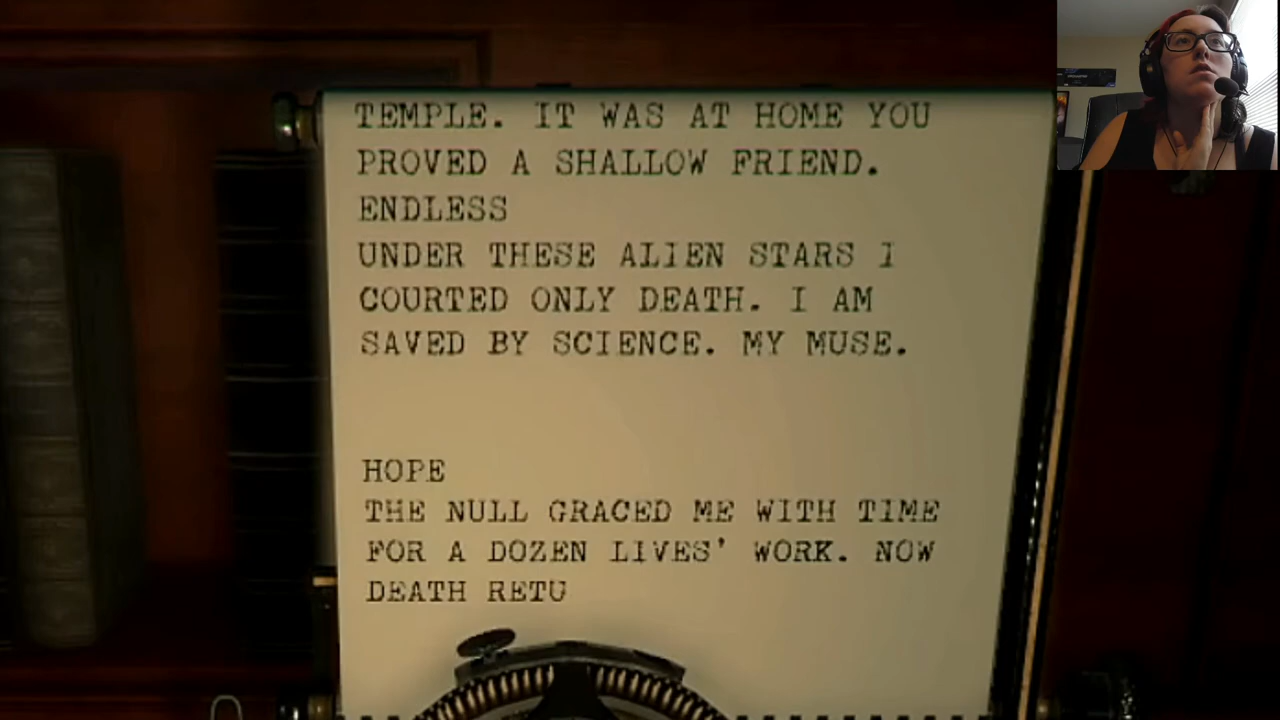 TEMPLE. IT WAS AT HOME YOU
PROVED A SHALLOW FRIEND.
ENDLESS
UNDER THESE ALIEN STARS I
COURTED ONLY DEATH. I AM
SAVED BY SCIENCE. MY MUSE.
HOPE
THE NULL GRACED ME WITH TIME
FOR A DOZEN LIVES' WORK. NOW
DEATH RETU